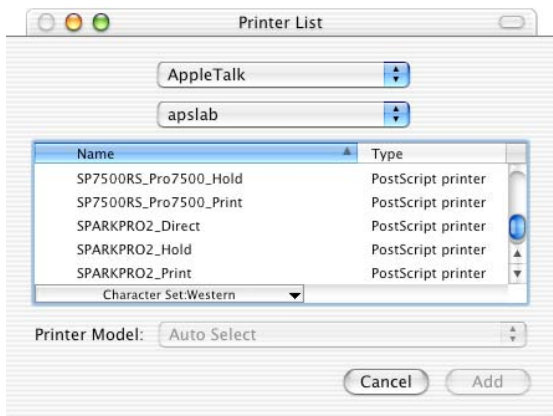 Printer List
AppleTalk
apslab
Name Type
SP7500RS_Pro7500_Hold PostScript printer
SP7500RS_Pro7500_Print PostScript printer
SPARKPRO2_Direct PostScript printer
SPARKPRO2_Hold PostScript printer
SPARKPRO2_Print PostScript printer
Character Set:Western
Printer Model: Auto Select
Cancel Add